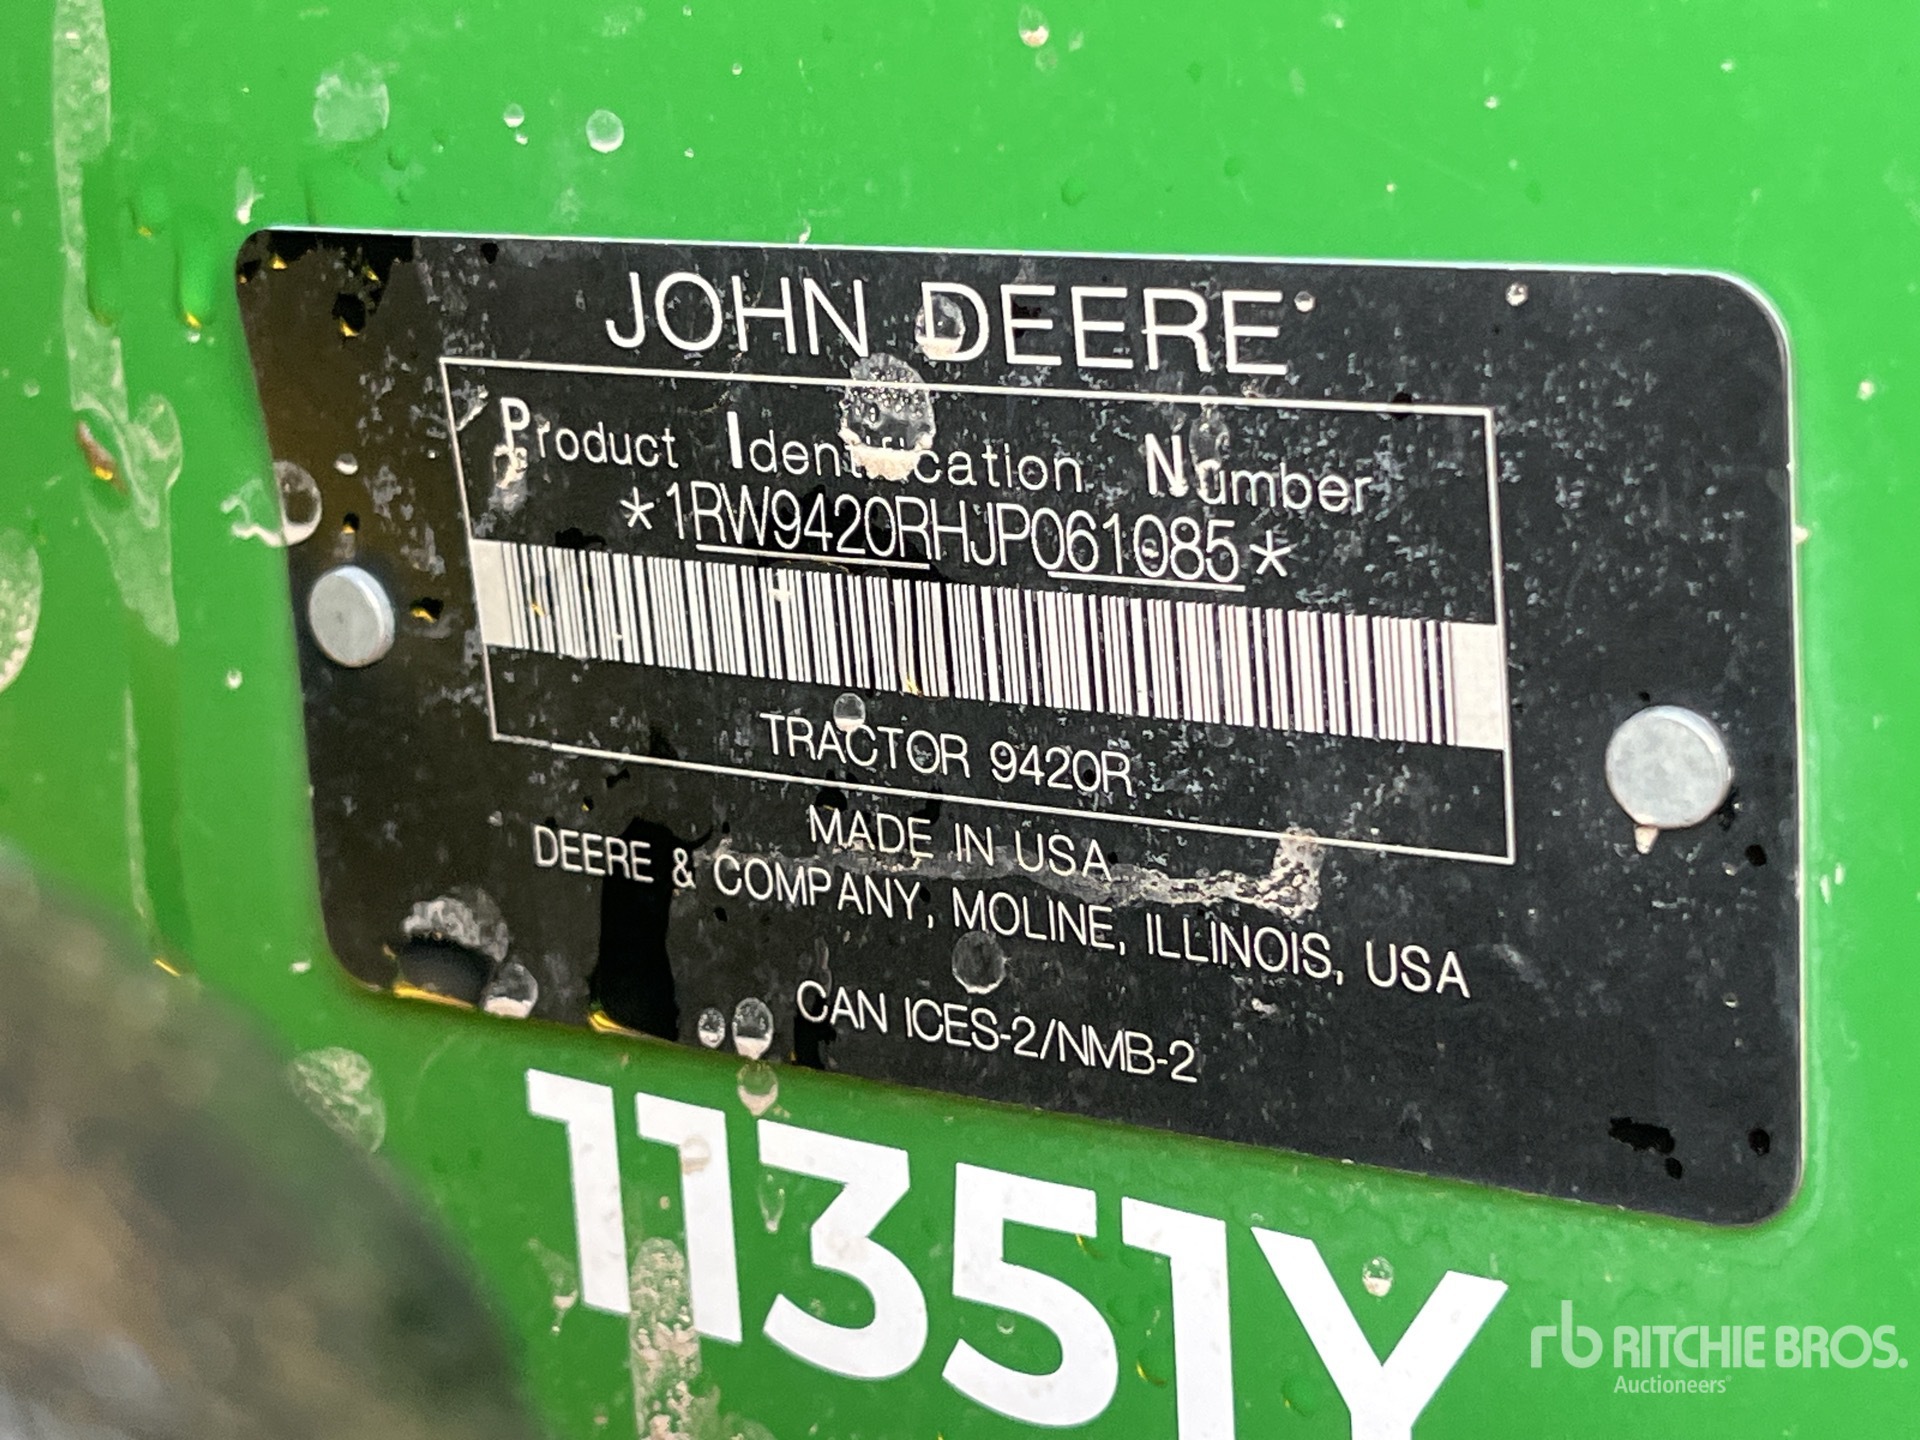 JOHN DEERE
Product Identification Number
*1RW9420RHJP061085*
TRACTOR 9420R
MADE IN USA
DEERE & COMPANY, MOLINE, ILLINOIS, USA
CAN ICES-2/NMB-2
11351Y
rb RITCHIE BROS.
Auctioneers